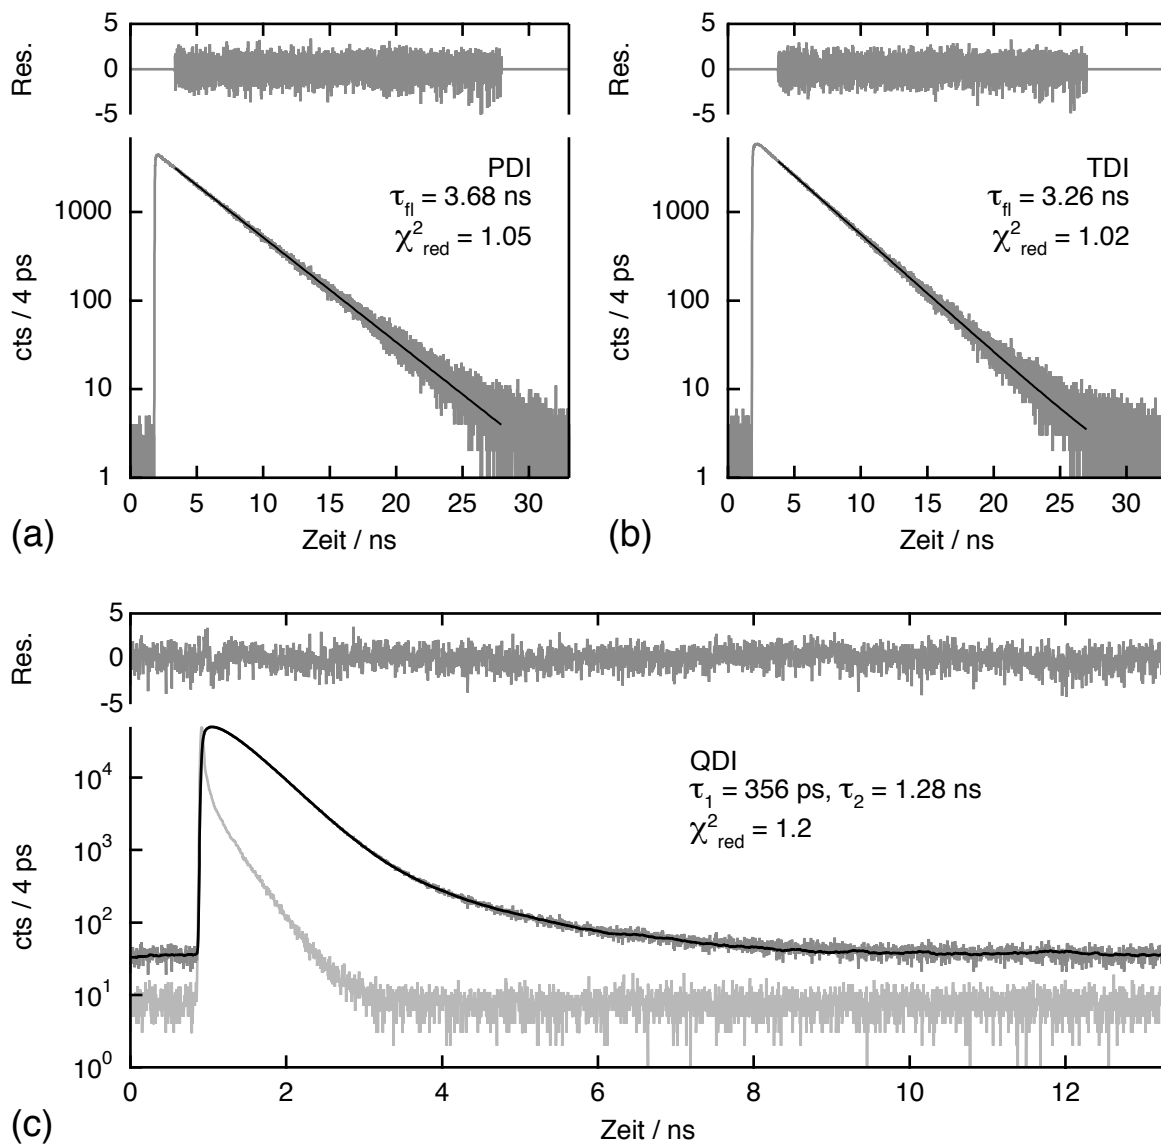 5
0
-5
Res.
PDI
τfl = 3.68 ns
χ²red = 1.05
1000
100
10
1
cts / 4 ps
0 5 10 15 20 25 30
Zeit / ns
(a)
5
0
-5
Res.
TDI
τfl = 3.26 ns
χ²red = 1.02
1000
100
10
1
cts / 4 ps
0 5 10 15 20 25 30
Zeit / ns
(b)
5
0
-5
Res.
QDI
τ1 = 356 ps, τ2 = 1.28 ns
χ²red = 1.2
10⁴
10³
10²
10¹
10⁰
cts / 4 ps
0 2 4 6 8 10 12
Zeit / ns
(c)